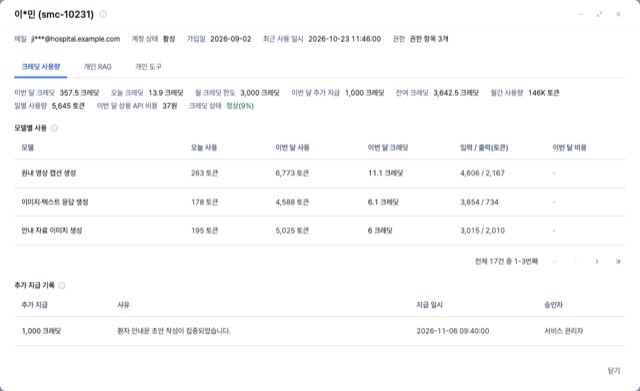 이*민 (smc-10231)
메일 ji***@hospital.example.com 계정 상태 활성 가입일 2026-09-02 최근 사용 일시 2026-10-23 11:46:00 권한 권한 항목 3개
크레딧 사용량 개인 RAG 개인 도구
이번 달 크레딧 357.5 크레딧 오늘 크레딧 13.9 크레딧 월 크레딧 한도 3,000 크레딧 이번 달 추가 지급 1,000 크레딧 잔여 크레딧 3,642.5 크레딧 월간 사용량 146K 토큰
일별 사용량 5,645 토큰 이번 달 상용 API 비용 37원 크레딧 상태 정상(9%)
모델별 사용
모델 오늘 사용 이번 달 사용 이번 달 크레딧 입력 / 출력(토큰) 이번 달 비용
원내 영상 캡션 생성 263 토큰 6,773 토큰 11.1 크레딧 4,606 / 2,167 -
이미지·텍스트 응답 생성 178 토큰 4,588 토큰 6.1 크레딧 3,854 / 734 -
안내 자료 이미지 생성 195 토큰 5,025 토큰 6 크레딧 3,015 / 2,010 -
전체 17건 중 1-3번째
추가 지급 기록
추가 지급 사유 지급 일시 승인자
1,000 크레딧 환자 안내문 초안 작성이 집중되었습니다. 2026-11-06 09:40:00 서비스 관리자
닫기